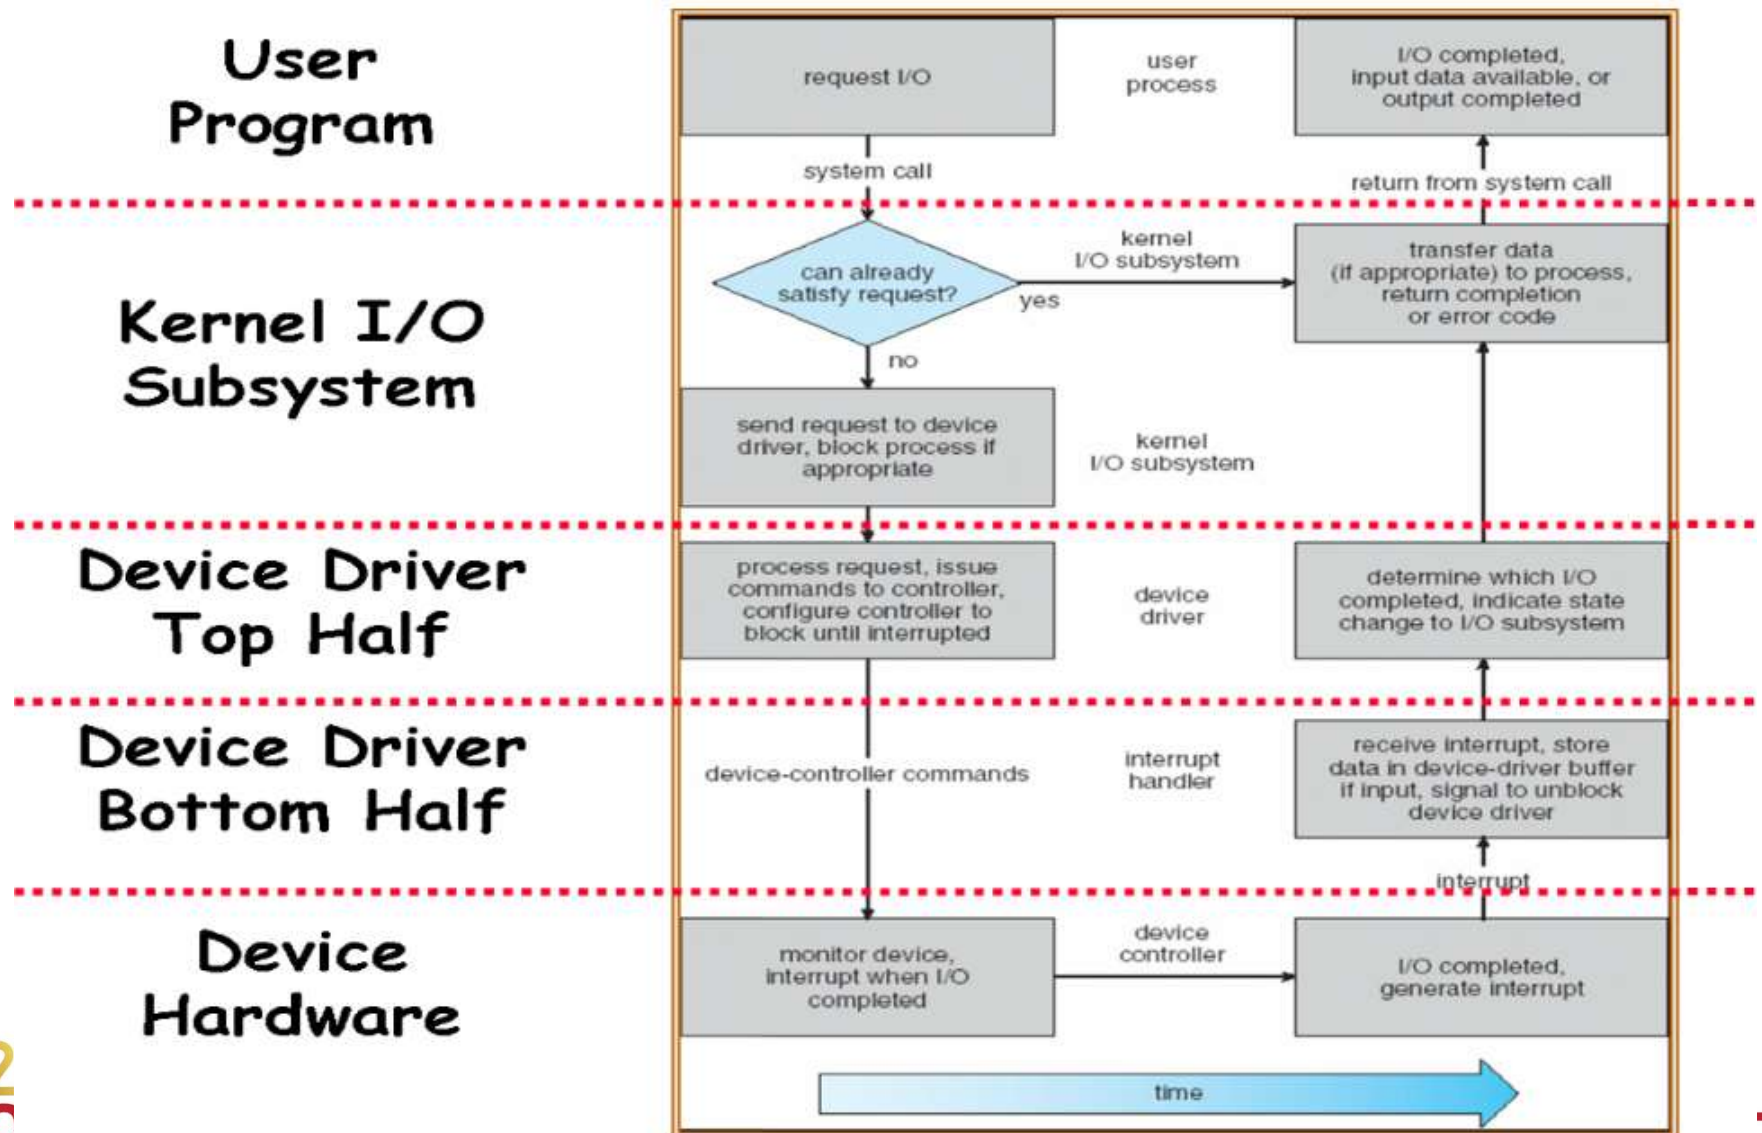 User
Program
request I/O
user
process
I/O completed,
input data available, or
output completed
system call
return from system call
Kernel I/O
Subsystem
can already
satisfy request?
kernel
I/O subsystem
yes
transfer data
(if appropriate) to process,
return completion
or error code
no
send request to device
driver, block process if
appropriate
kernel
I/O subsystem
Device Driver
Top Half
process request, issue
commands to controller,
configure controller to
block until interrupted
device
driver
determine which I/O
completed, indicate state
change to I/O subsystem
Device Driver
Bottom Half
device-controller commands
interrupt
handler
receive interrupt, store
data in device-driver buffer
if input, signal to unblock
device driver
interrupt
Device
Hardware
monitor device,
interrupt when I/O
completed
device
controller
I/O completed,
generate interrupt
time